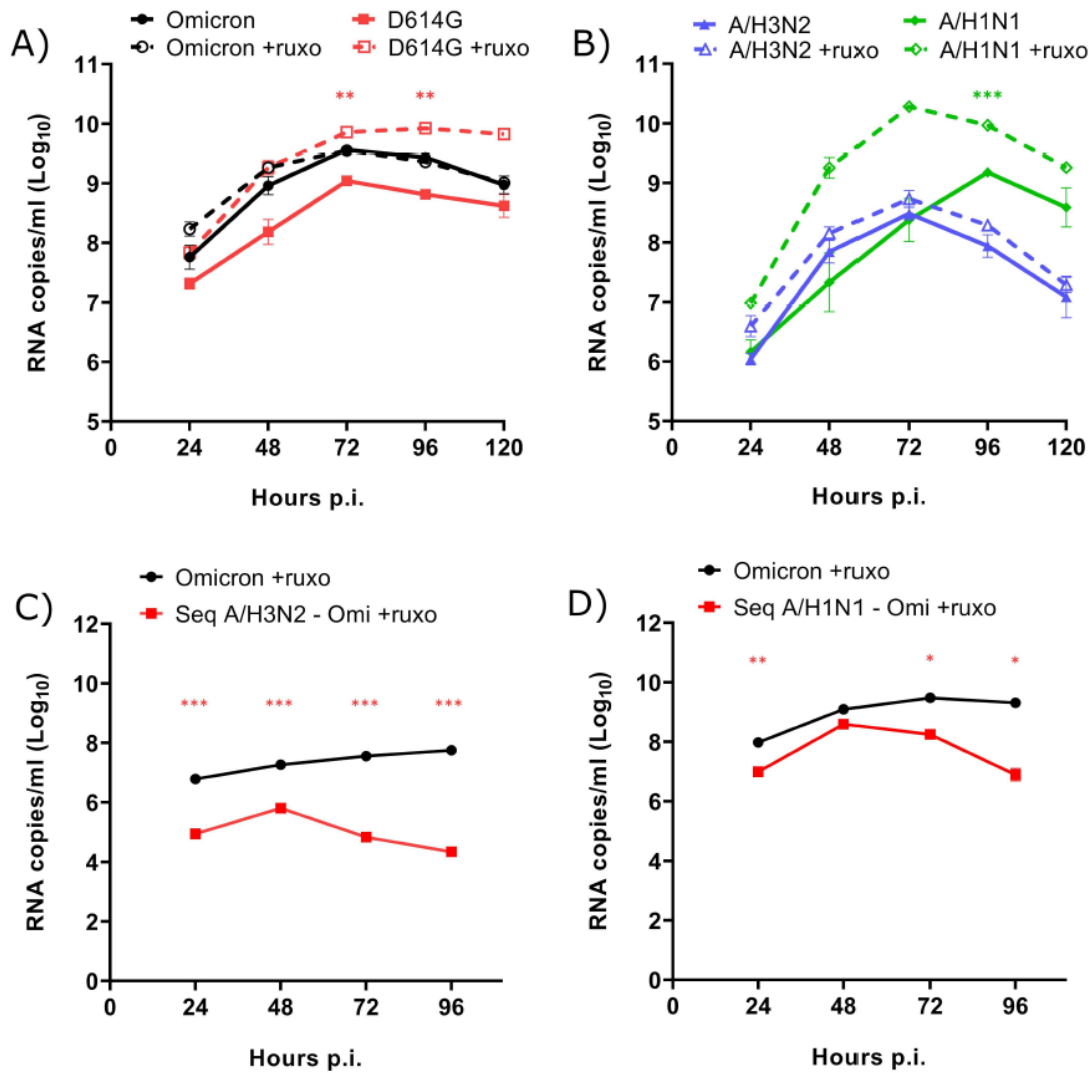 A)
Omicron
D614G
Omicron +ruxo
D614G +ruxo
RNA copies/ml (Log10)
11
** **
10
9
8
7
6
5
0 24 48 72 96 120
Hours p.i.
B)
A/H3N2
A/H1N1
A/H3N2 +ruxo
A/H1N1 +ruxo
RNA copies/ml (Log10)
11
***
10
9
8
7
6
5
0 24 48 72 96 120
Hours p.i.
C)
Omicron +ruxo
Seq A/H3N2 - Omi +ruxo
RNA copies/ml (Log10)
12
10
*** *** *** ***
8
6
4
2
0
0 24 48 72 96
Hours p.i.
D)
Omicron +ruxo
Seq A/H1N1 - Omi +ruxo
RNA copies/ml (Log10)
12
** * *
10
8
6
4
2
0
0 24 48 72 96
Hours p.i.